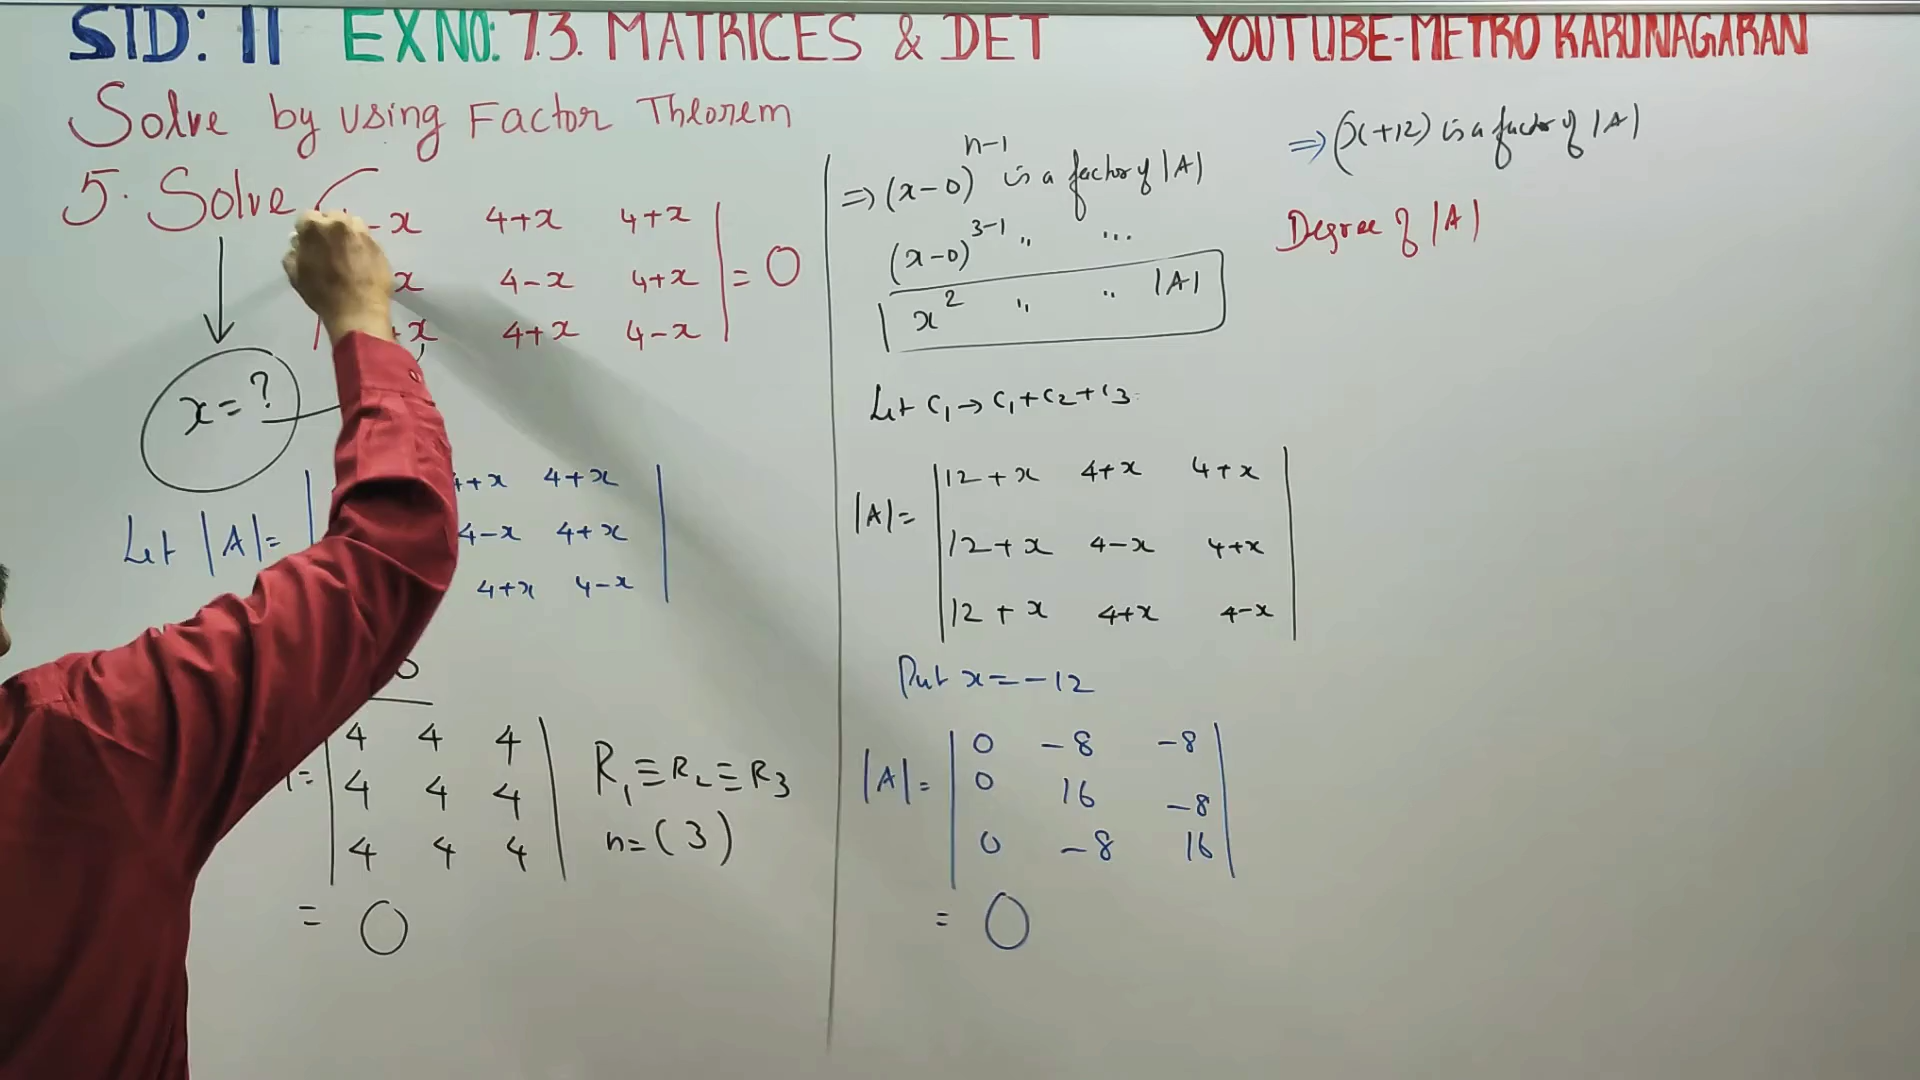 STD: 11 EX NO: 7.3. MATRICES & DET YOUTUBE-METRO KARUNAGARAN
Solve by using Factor Theorem
5. Solve
-x 4+x 4+x
x 4-x 4+x = 0
+x 4+x 4-x
x = ?
4+x 4+x
Let |A| = 4-x 4+x
4+x 4-x
0
= 4 4 4
4 4 4
4 4 4
R₁ ≡ R₂ ≡ R₃
n = (3)
= 0
⇒ (x-0)ⁿ⁻¹ is a factor of |A|
(x-0)³⁻¹ " ...
x² " " |A|
Let C₁ → C₁+C₂+C₃
|A| = 12+x 4+x 4+x
12+x 4-x 4+x
12+x 4+x 4-x
Put x = -12
|A| = 0 -8 -8
0 16 -8
0 -8 16
= 0
⇒ (x+12) is a factor of |A|
Degree of |A|